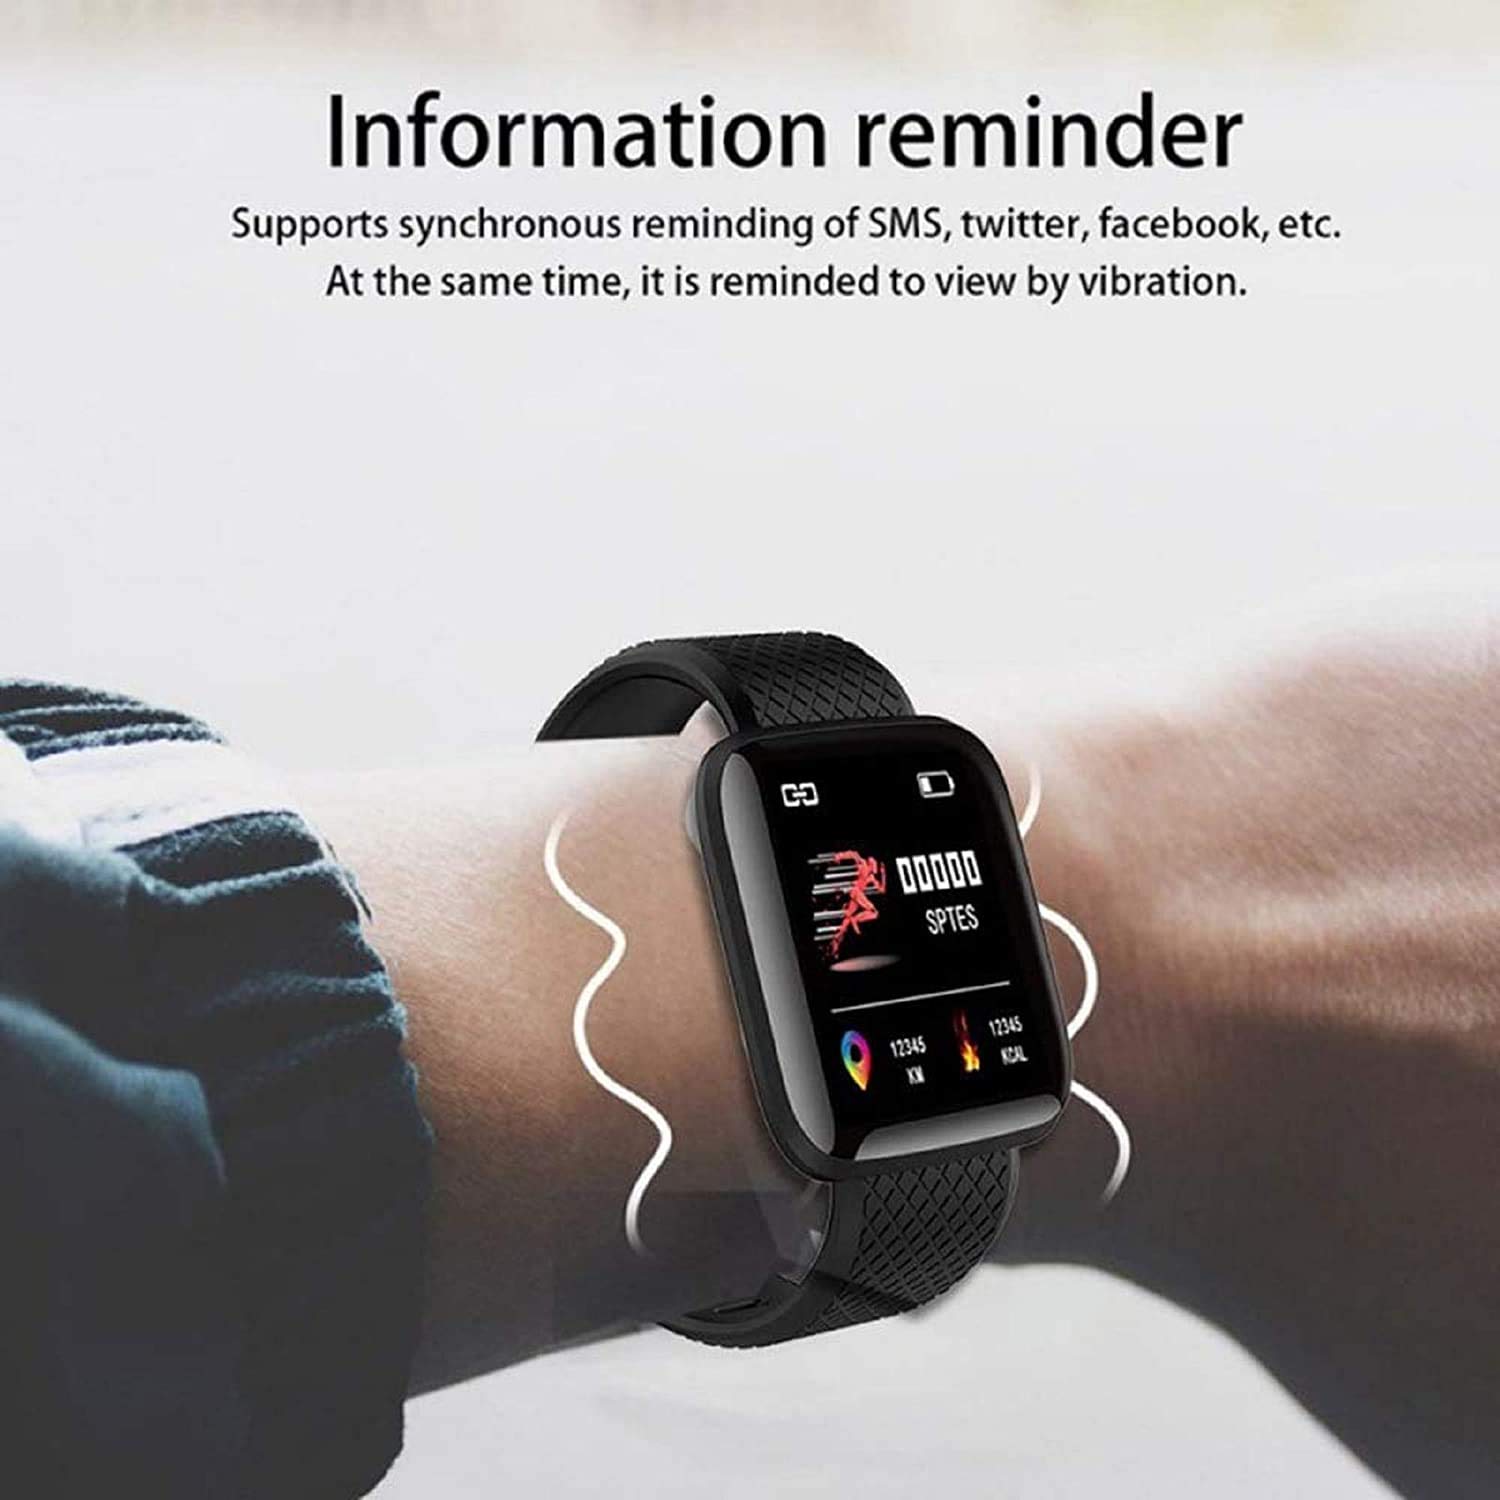 Information reminder
Supports synchronous reminding of SMS, twitter, facebook, etc.
At the same time, it is reminded to view by vibration.
00000
SPTES
12345
KM
12345
KCAL